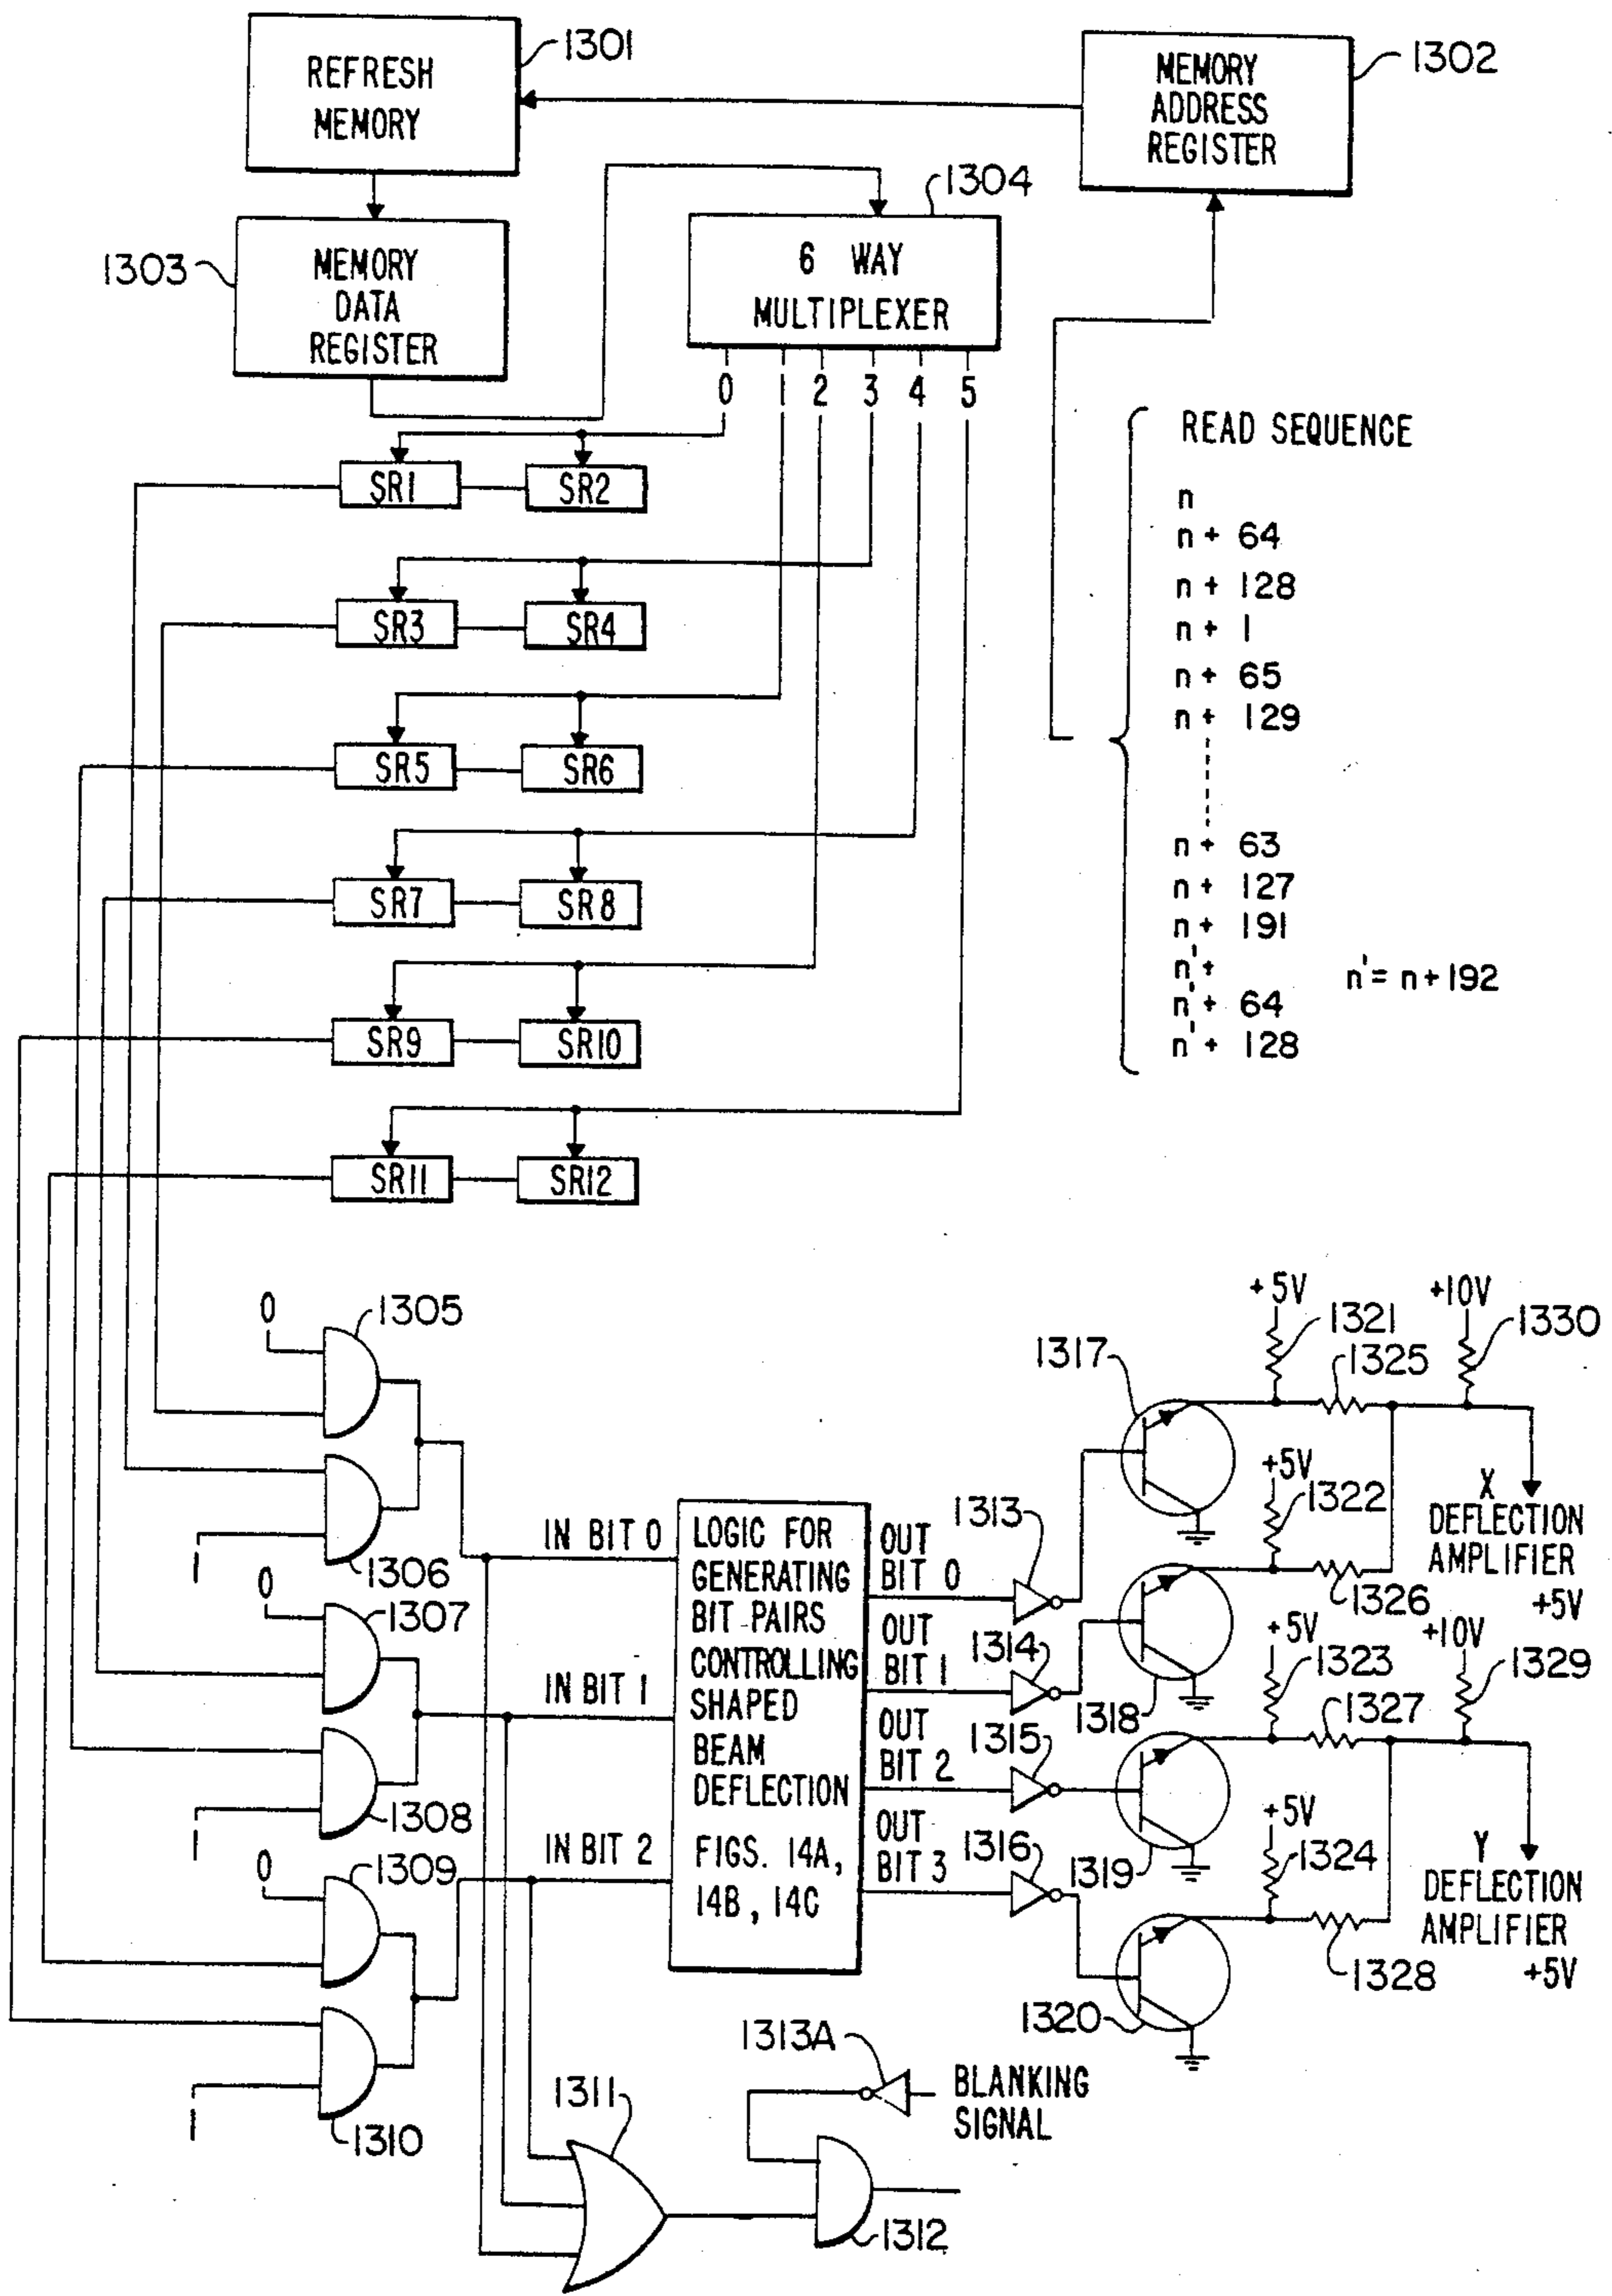 1301
REFRESH
MEMORY
1302
MEMORY
ADDRESS
REGISTER
1303
MEMORY
DATA
REGISTER
1304
6 WAY
MULTIPLEXER
0 1 2 3 4 5
SR1 SR2
SR3 SR4
SR5 SR6
SR7 SR8
SR9 SR10
SR11 SR12
READ SEQUENCE
n
n + 64
n + 128
n + 1
n + 65
n + 129
n + 63
n + 127
n + 191
n' +
n' + 64
n' + 128
n' = n + 192
0
1305
1306
1
0
1307
1308
1
0
1309
1310
1
IN BIT 0
IN BIT 1
IN BIT 2
LOGIC FOR
GENERATING
BIT PAIRS
CONTROLLING
SHAPED
BEAM
DEFLECTION
FIGS. 14A,
14B, 14C
OUT
BIT 0
OUT
BIT 1
OUT
BIT 2
OUT
BIT 3
1313
1314
1315
1316
1317
1318
1319
1320
+5V
1321
1325
+10V
1330
+5V
1322
1326
X
DEFLECTION
AMPLIFIER
+5V
+5V
1323
1327
+10V
1329
+5V
1324
1328
Y
DEFLECTION
AMPLIFIER
+5V
1311
1313A
BLANKING
SIGNAL
1312